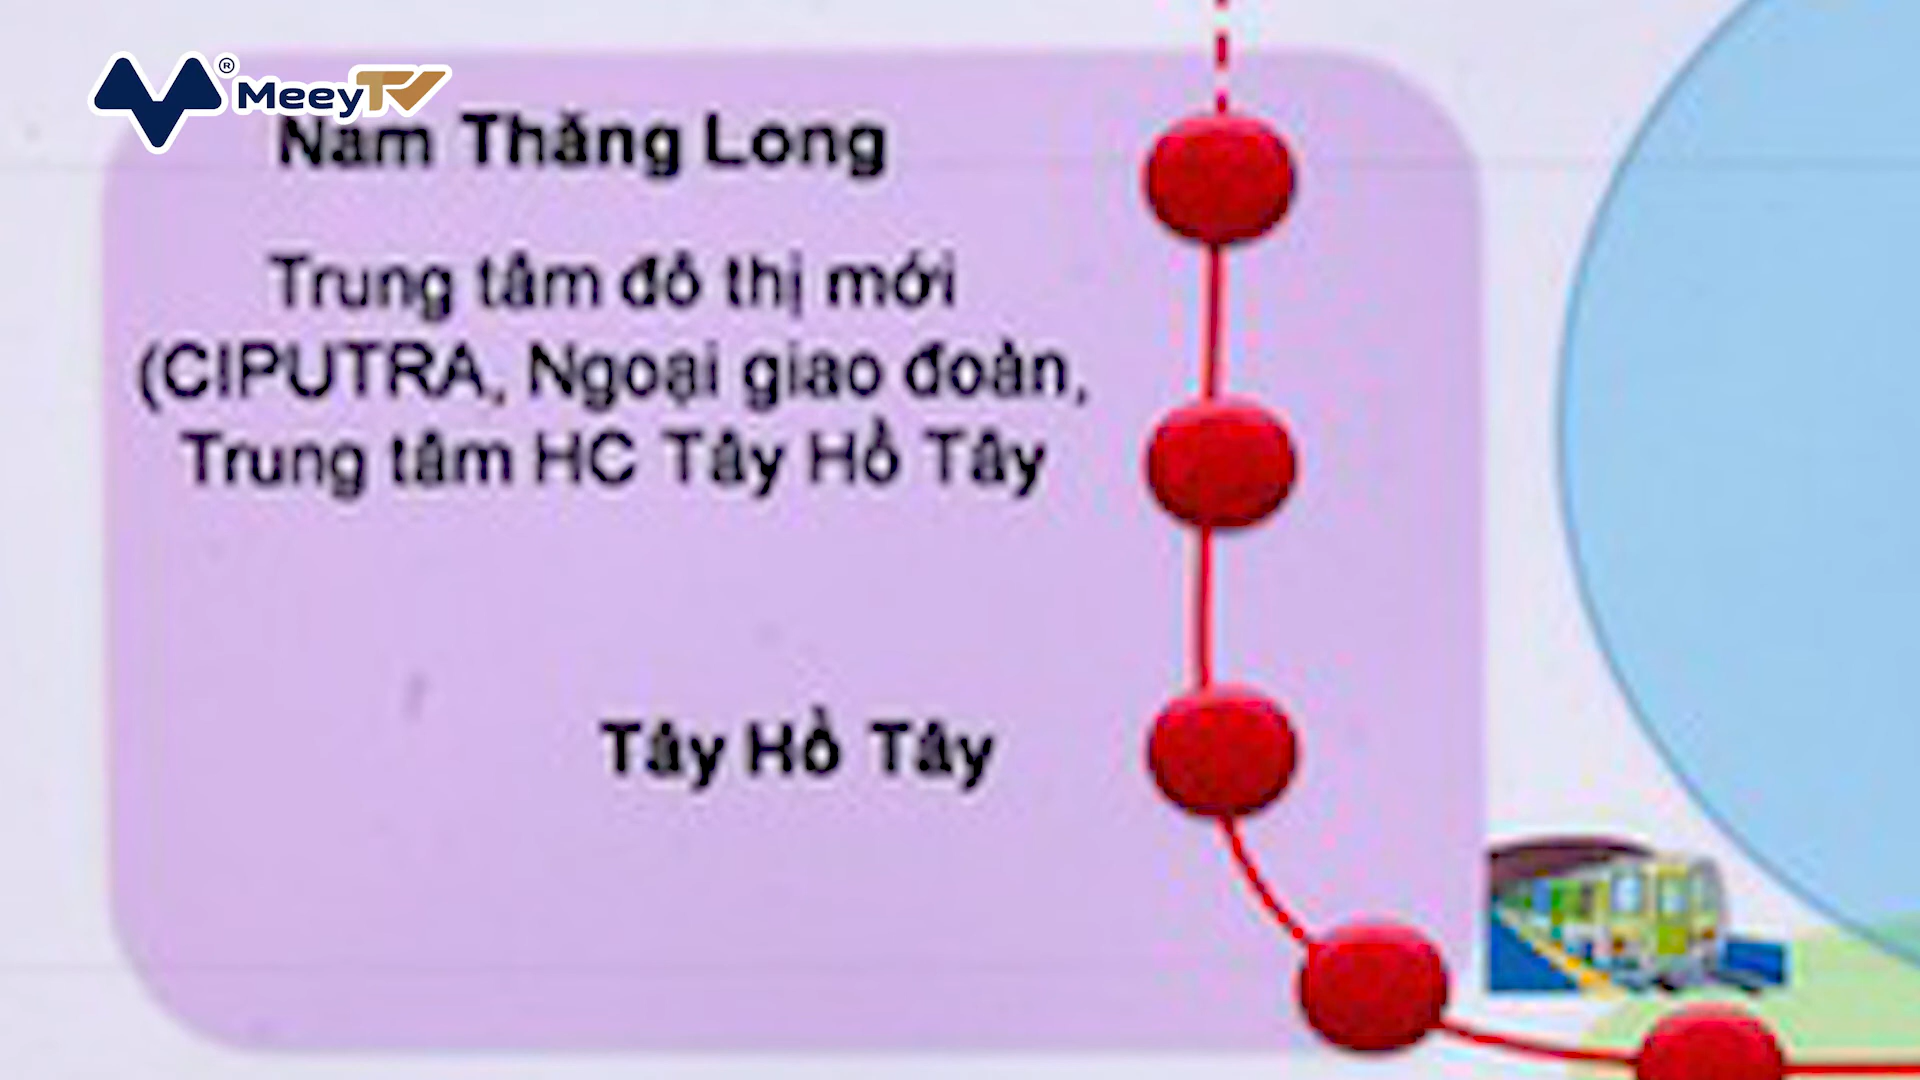 MeeyTV
Nam Thăng Long
Trung tâm đô thị mới
(CIPUTRA, Ngoại giao đoàn,
Trung tâm HC Tây Hồ Tây
Tây Hồ Tây